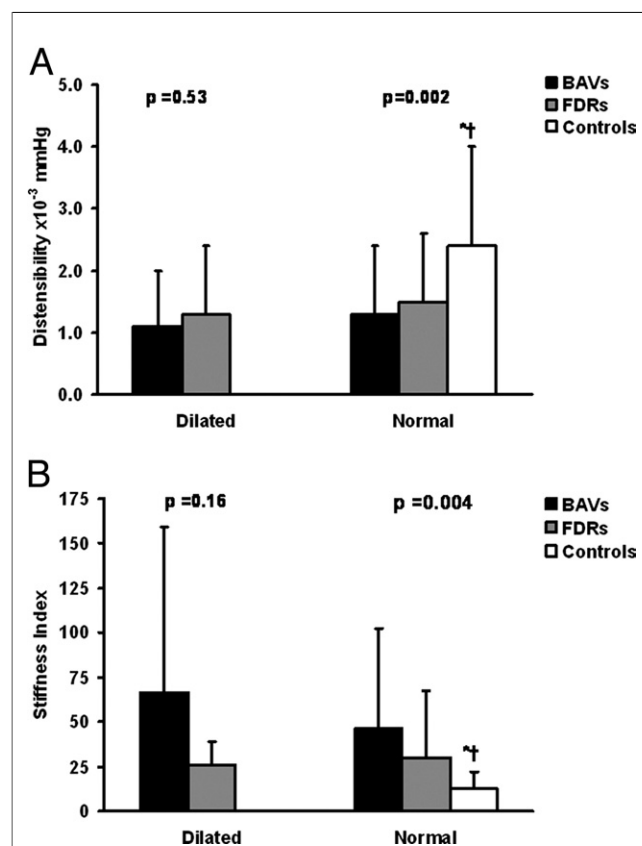 A
5.0
4.0
3.0
2.0
1.0
0.0
Distensibility x10⁻³ mmHg
p =0.53
p=0.002
*†
BAVs
FDRs
Controls
Dilated
Normal
B
175
150
125
100
75
50
25
0
Stiffness Index
p =0.16
p =0.004
*†
BAVs
FDRs
Controls
Dilated
Normal